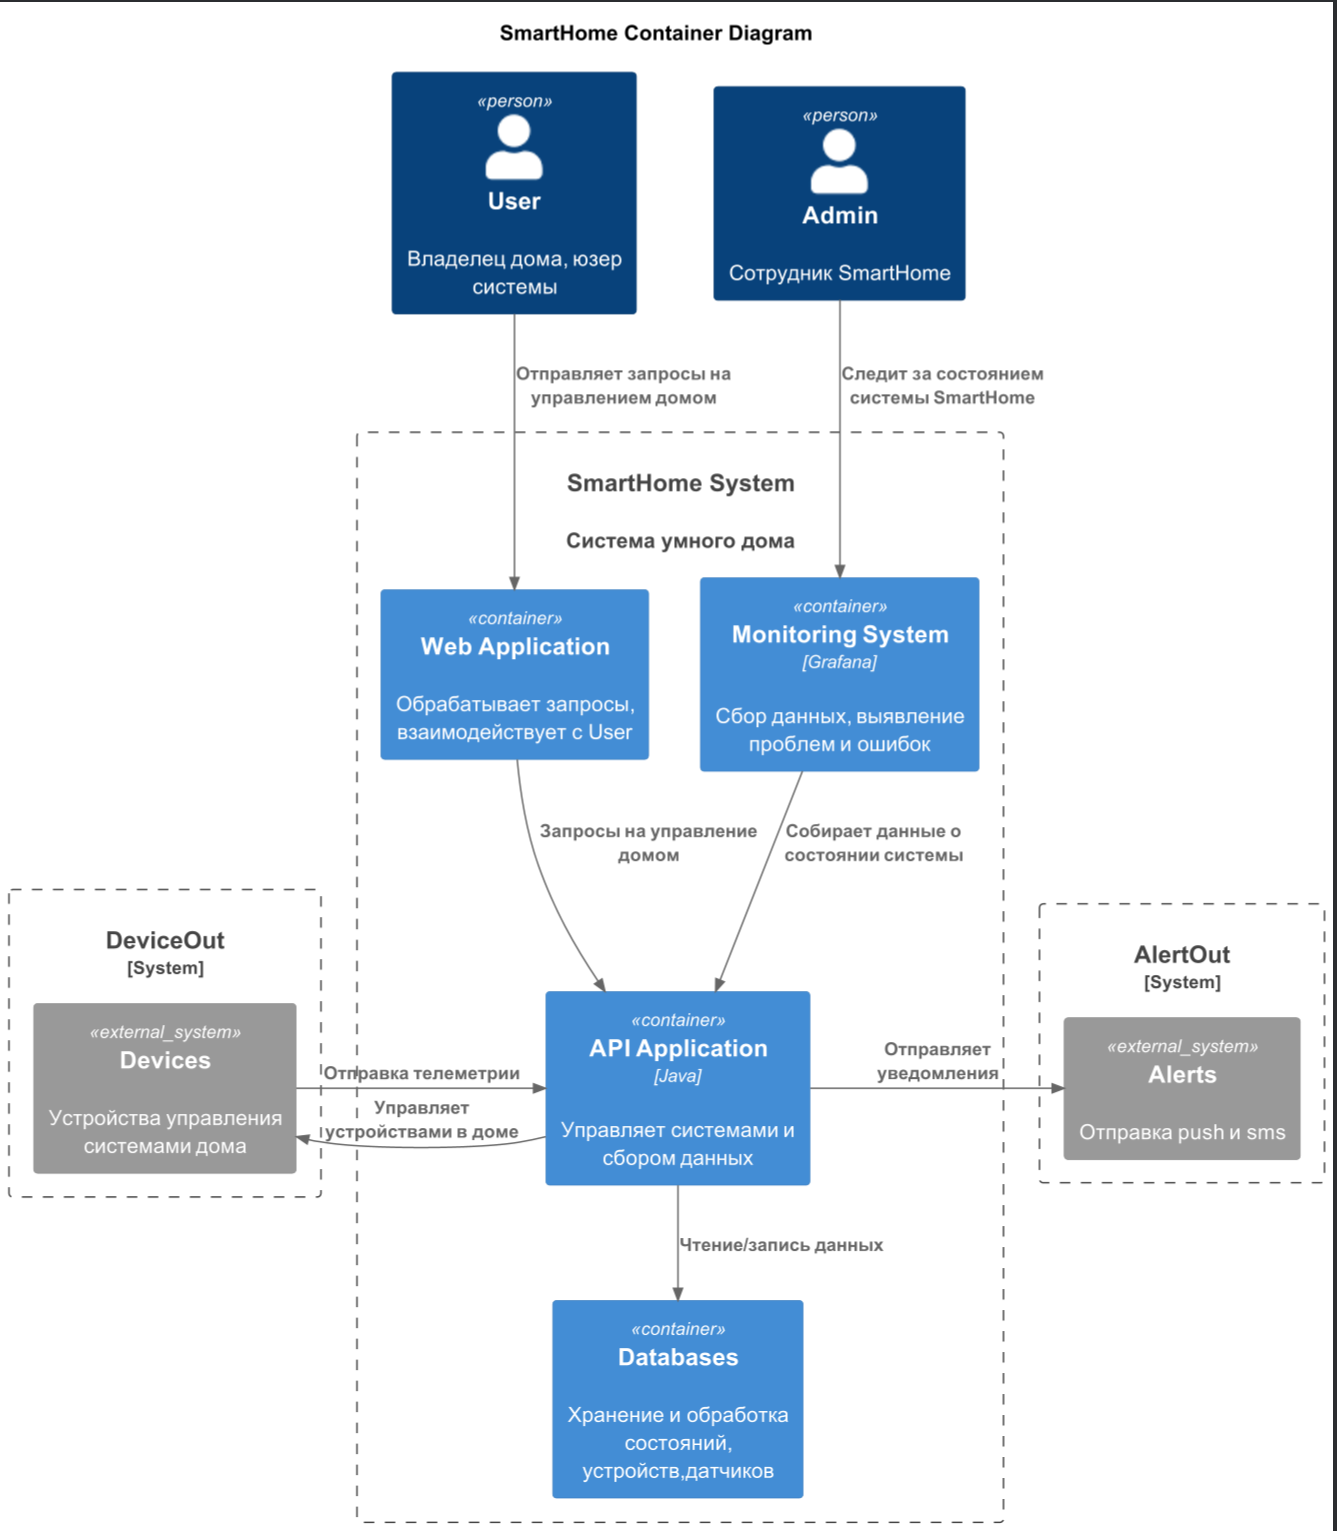 SmartHome Container Diagram
«person»
User
Владелец дома, юзер
системы
«person»
Admin
Сотрудник SmartHome
Отправляет запросы на
управлением домом
Следит за состоянием
системы SmartHome
SmartHome System
Система умного дома
«container»
Web Application
Обрабатывает запросы,
взаимодействует с User
«container»
Monitoring System
[Grafana]
Сбор данных, выявление
проблем и ошибок
Запросы на управление
домом
Собирает данные о
состоянии системы
DeviceOut
[System]
«external_system»
Devices
Устройства управления
системами дома
Отправка телеметрии
Управляет
устройствами в доме
«container»
API Application
[Java]
Управляет системами и
сбором данных
Отправляет
уведомления
AlertOut
[System]
«external_system»
Alerts
Отправка push и sms
Чтение/запись данных
«container»
Databases
Хранение и обработка
состояний,
устройств,датчиков